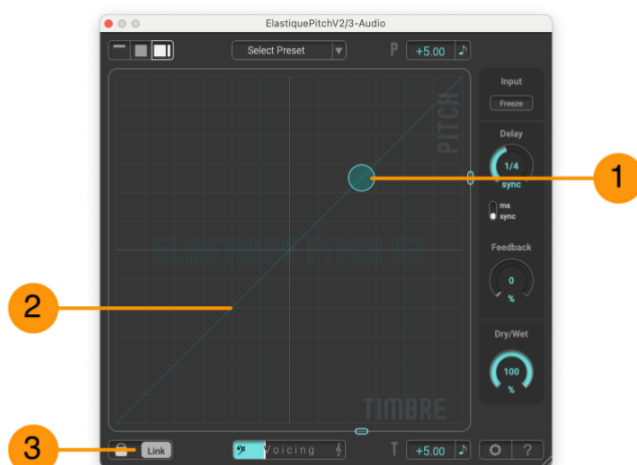 ElastiquePitchV2/3-Audio
Select Preset
P
+5.00
Input
Freeze
PITCH
Delay
1/4
sync
1
ms
sync
ELASTIQUE PITCH V2
Feedback
0
%
2
Dry/Wet
100
%
TIMBRE
3
Link
Voicing
T
+5.00
?